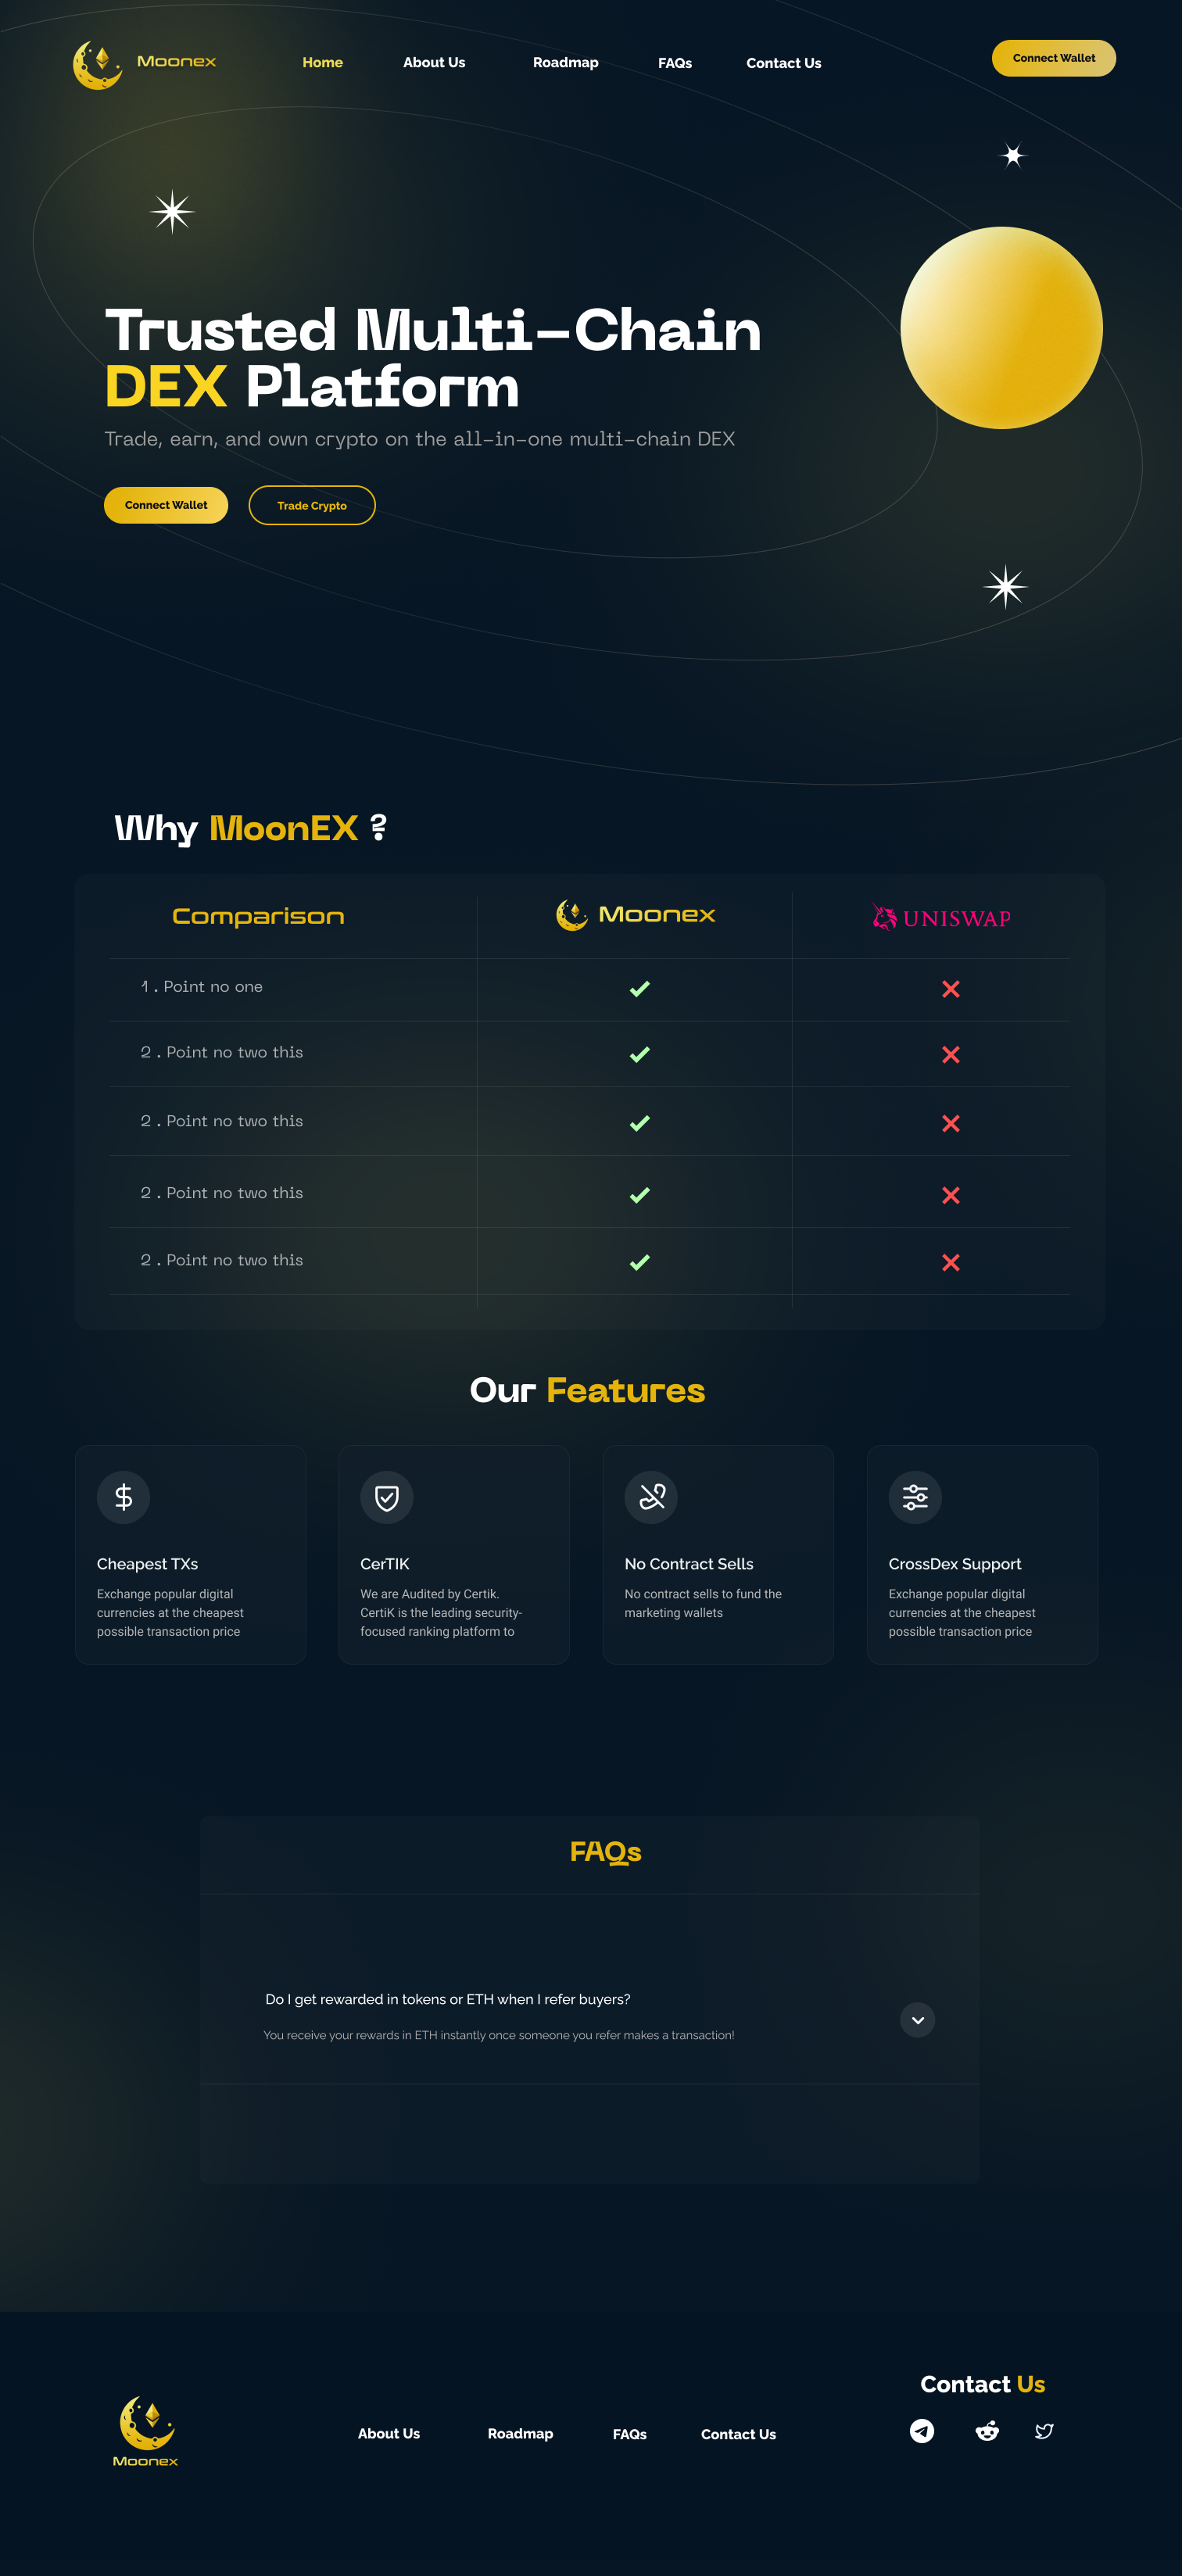 Moonex
Home
About Us
Roadmap
FAQs
Contact Us
Connect Wallet
Trusted Multi-Chain
DEX Platform
Trade, earn, and own crypto on the all-in-one multi-chain DEX
Connect Wallet
Trade Crypto
Why MoonEX ?
Comparison
Moonex
UNISWAP
1 . Point no one
2 . Point no two this
2 . Point no two this
2 . Point no two this
2 . Point no two this
Our Features
Cheapest TXs
Exchange popular digital
currencies at the cheapest
possible transaction price
CerTIK
We are Audited by Certik.
CertiK is the leading security-
focused ranking platform to
No Contract Sells
No contract sells to fund the
marketing wallets
CrossDex Support
Exchange popular digital
currencies at the cheapest
possible transaction price
FAQs
Do I get rewarded in tokens or ETH when I refer buyers?
You receive your rewards in ETH instantly once someone you refer makes a transaction!
Moonex
About Us
Roadmap
FAQs
Contact Us
Contact Us